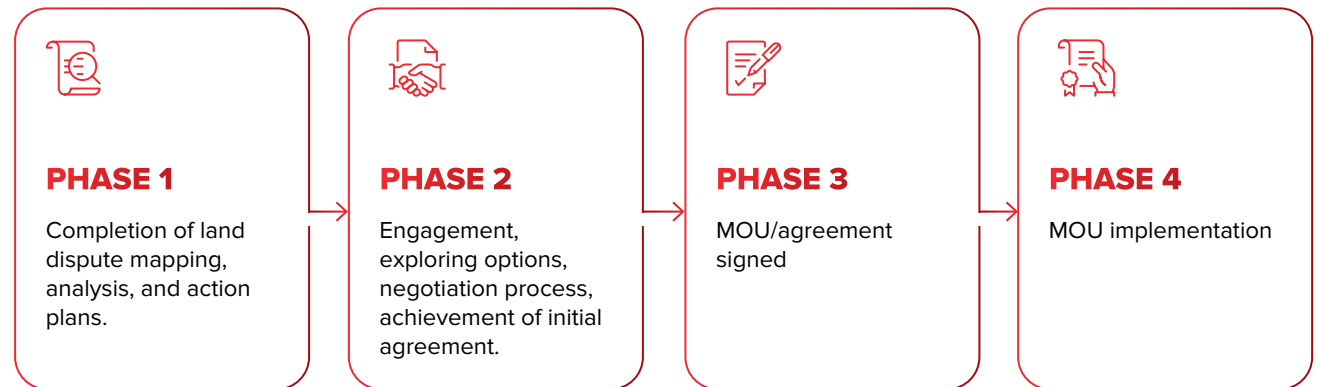 PHASE 1
Completion of land
dispute mapping,
analysis, and action
plans.
PHASE 2
Engagement,
exploring options,
negotiation process,
achievement of initial
agreement.
PHASE 3
MOU/agreement
signed
PHASE 4
MOU implementation